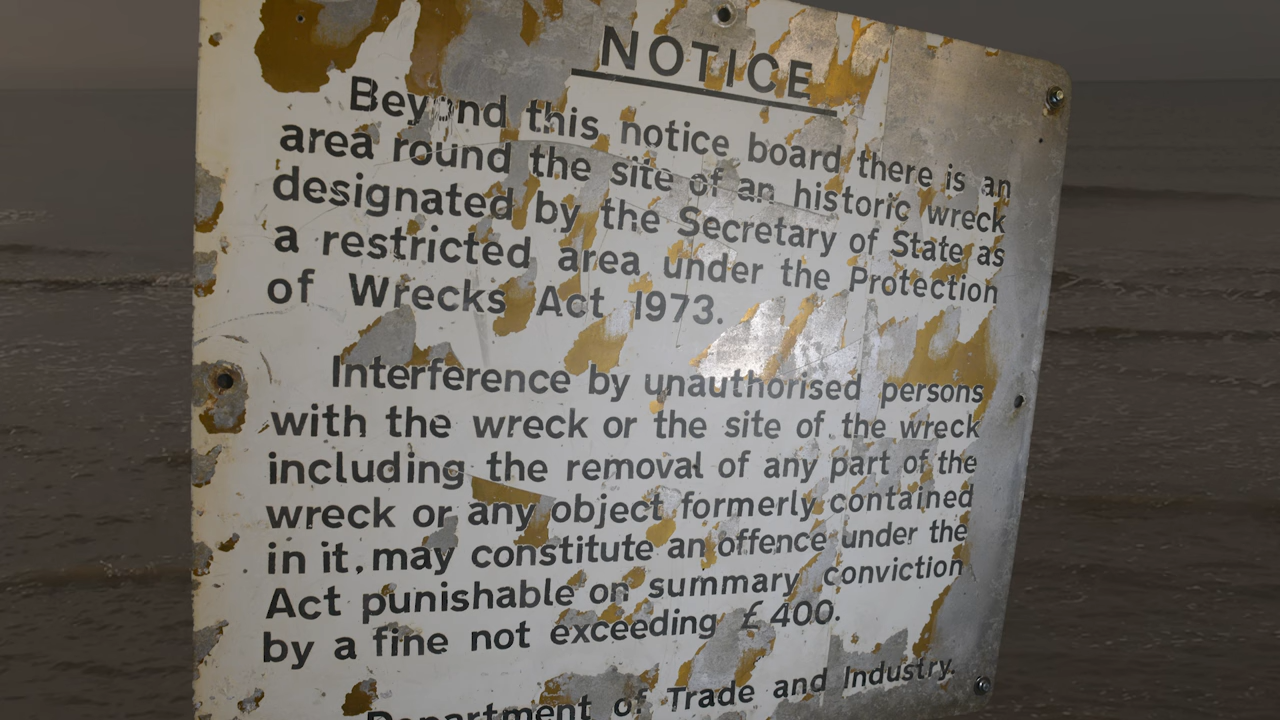 NOTICE
Beyond this notice board there is an
area round the site of an historic wreck
designated by the Secretary of State as
a restricted area under the Protection
of Wrecks Act 1973.
Interference by unauthorised persons
with the wreck or the site of the wreck
including the removal of any part of the
wreck or any object formerly contained
in it, may constitute an offence under the
Act punishable on summary conviction
by a fine not exceeding £400.
Department of Trade and Industry.